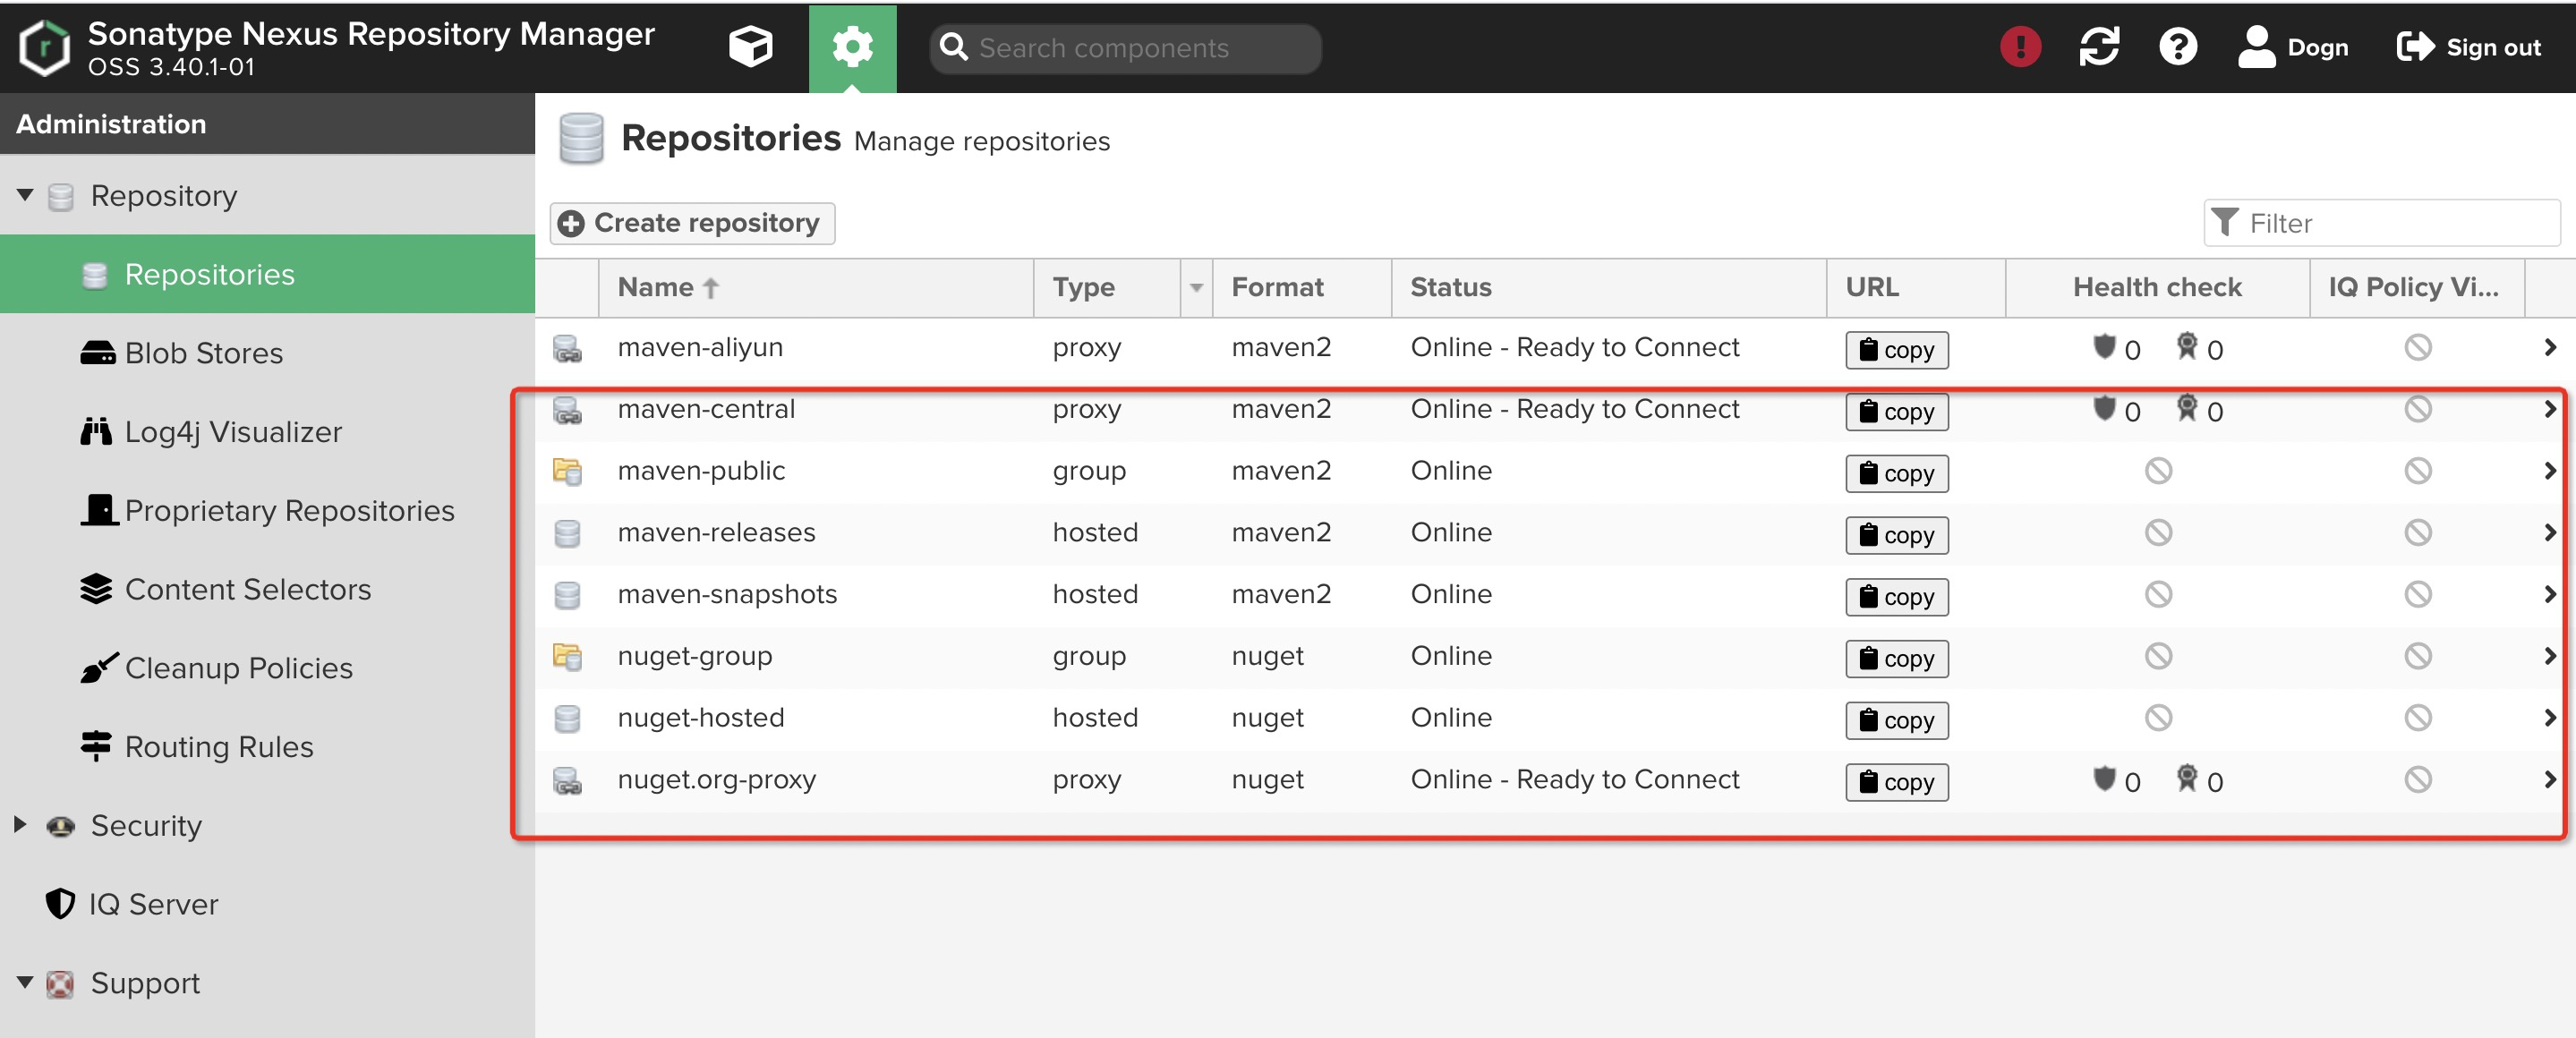 Sonatype Nexus Repository Manager
OSS 3.40.1-01
Search components
Dogn
Sign out
Administration
Repository
Repositories
Blob Stores
Log4j Visualizer
Proprietary Repositories
Content Selectors
Cleanup Policies
Routing Rules
Security
IQ Server
Support
Repositories Manage repositories
Create repository
Filter
Name Type Format Status URL Health check IQ Policy Vi...
maven-aliyun proxy maven2 Online - Ready to Connect copy 0 0
maven-central proxy maven2 Online - Ready to Connect copy 0 0
maven-public group maven2 Online copy
maven-releases hosted maven2 Online copy
maven-snapshots hosted maven2 Online copy
nuget-group group nuget Online copy
nuget-hosted hosted nuget Online copy
nuget.org-proxy proxy nuget Online - Ready to Connect copy 0 0